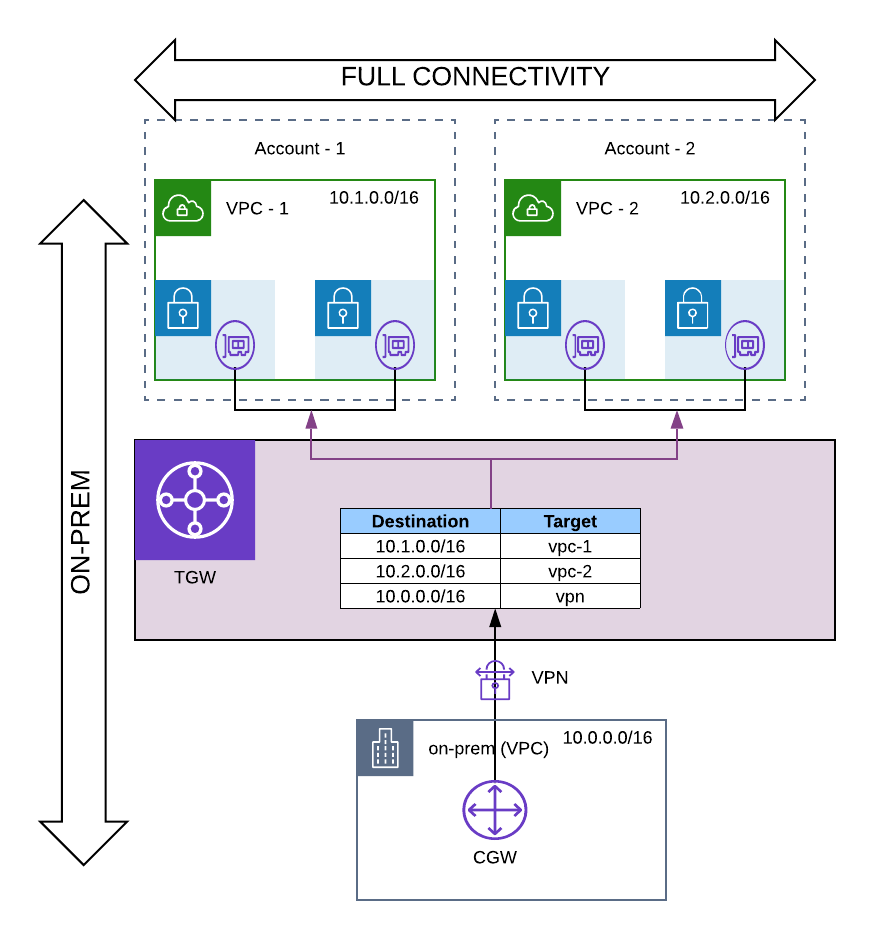 FULL CONNECTIVITY
Account - 1
Account - 2
VPC - 1
10.1.0.0/16
VPC - 2
10.2.0.0/16
ON-PREM
TGW
Destination Target
10.1.0.0/16 vpc-1
10.2.0.0/16 vpc-2
10.0.0.0/16 vpn
VPN
on-prem (VPC)
10.0.0.0/16
CGW